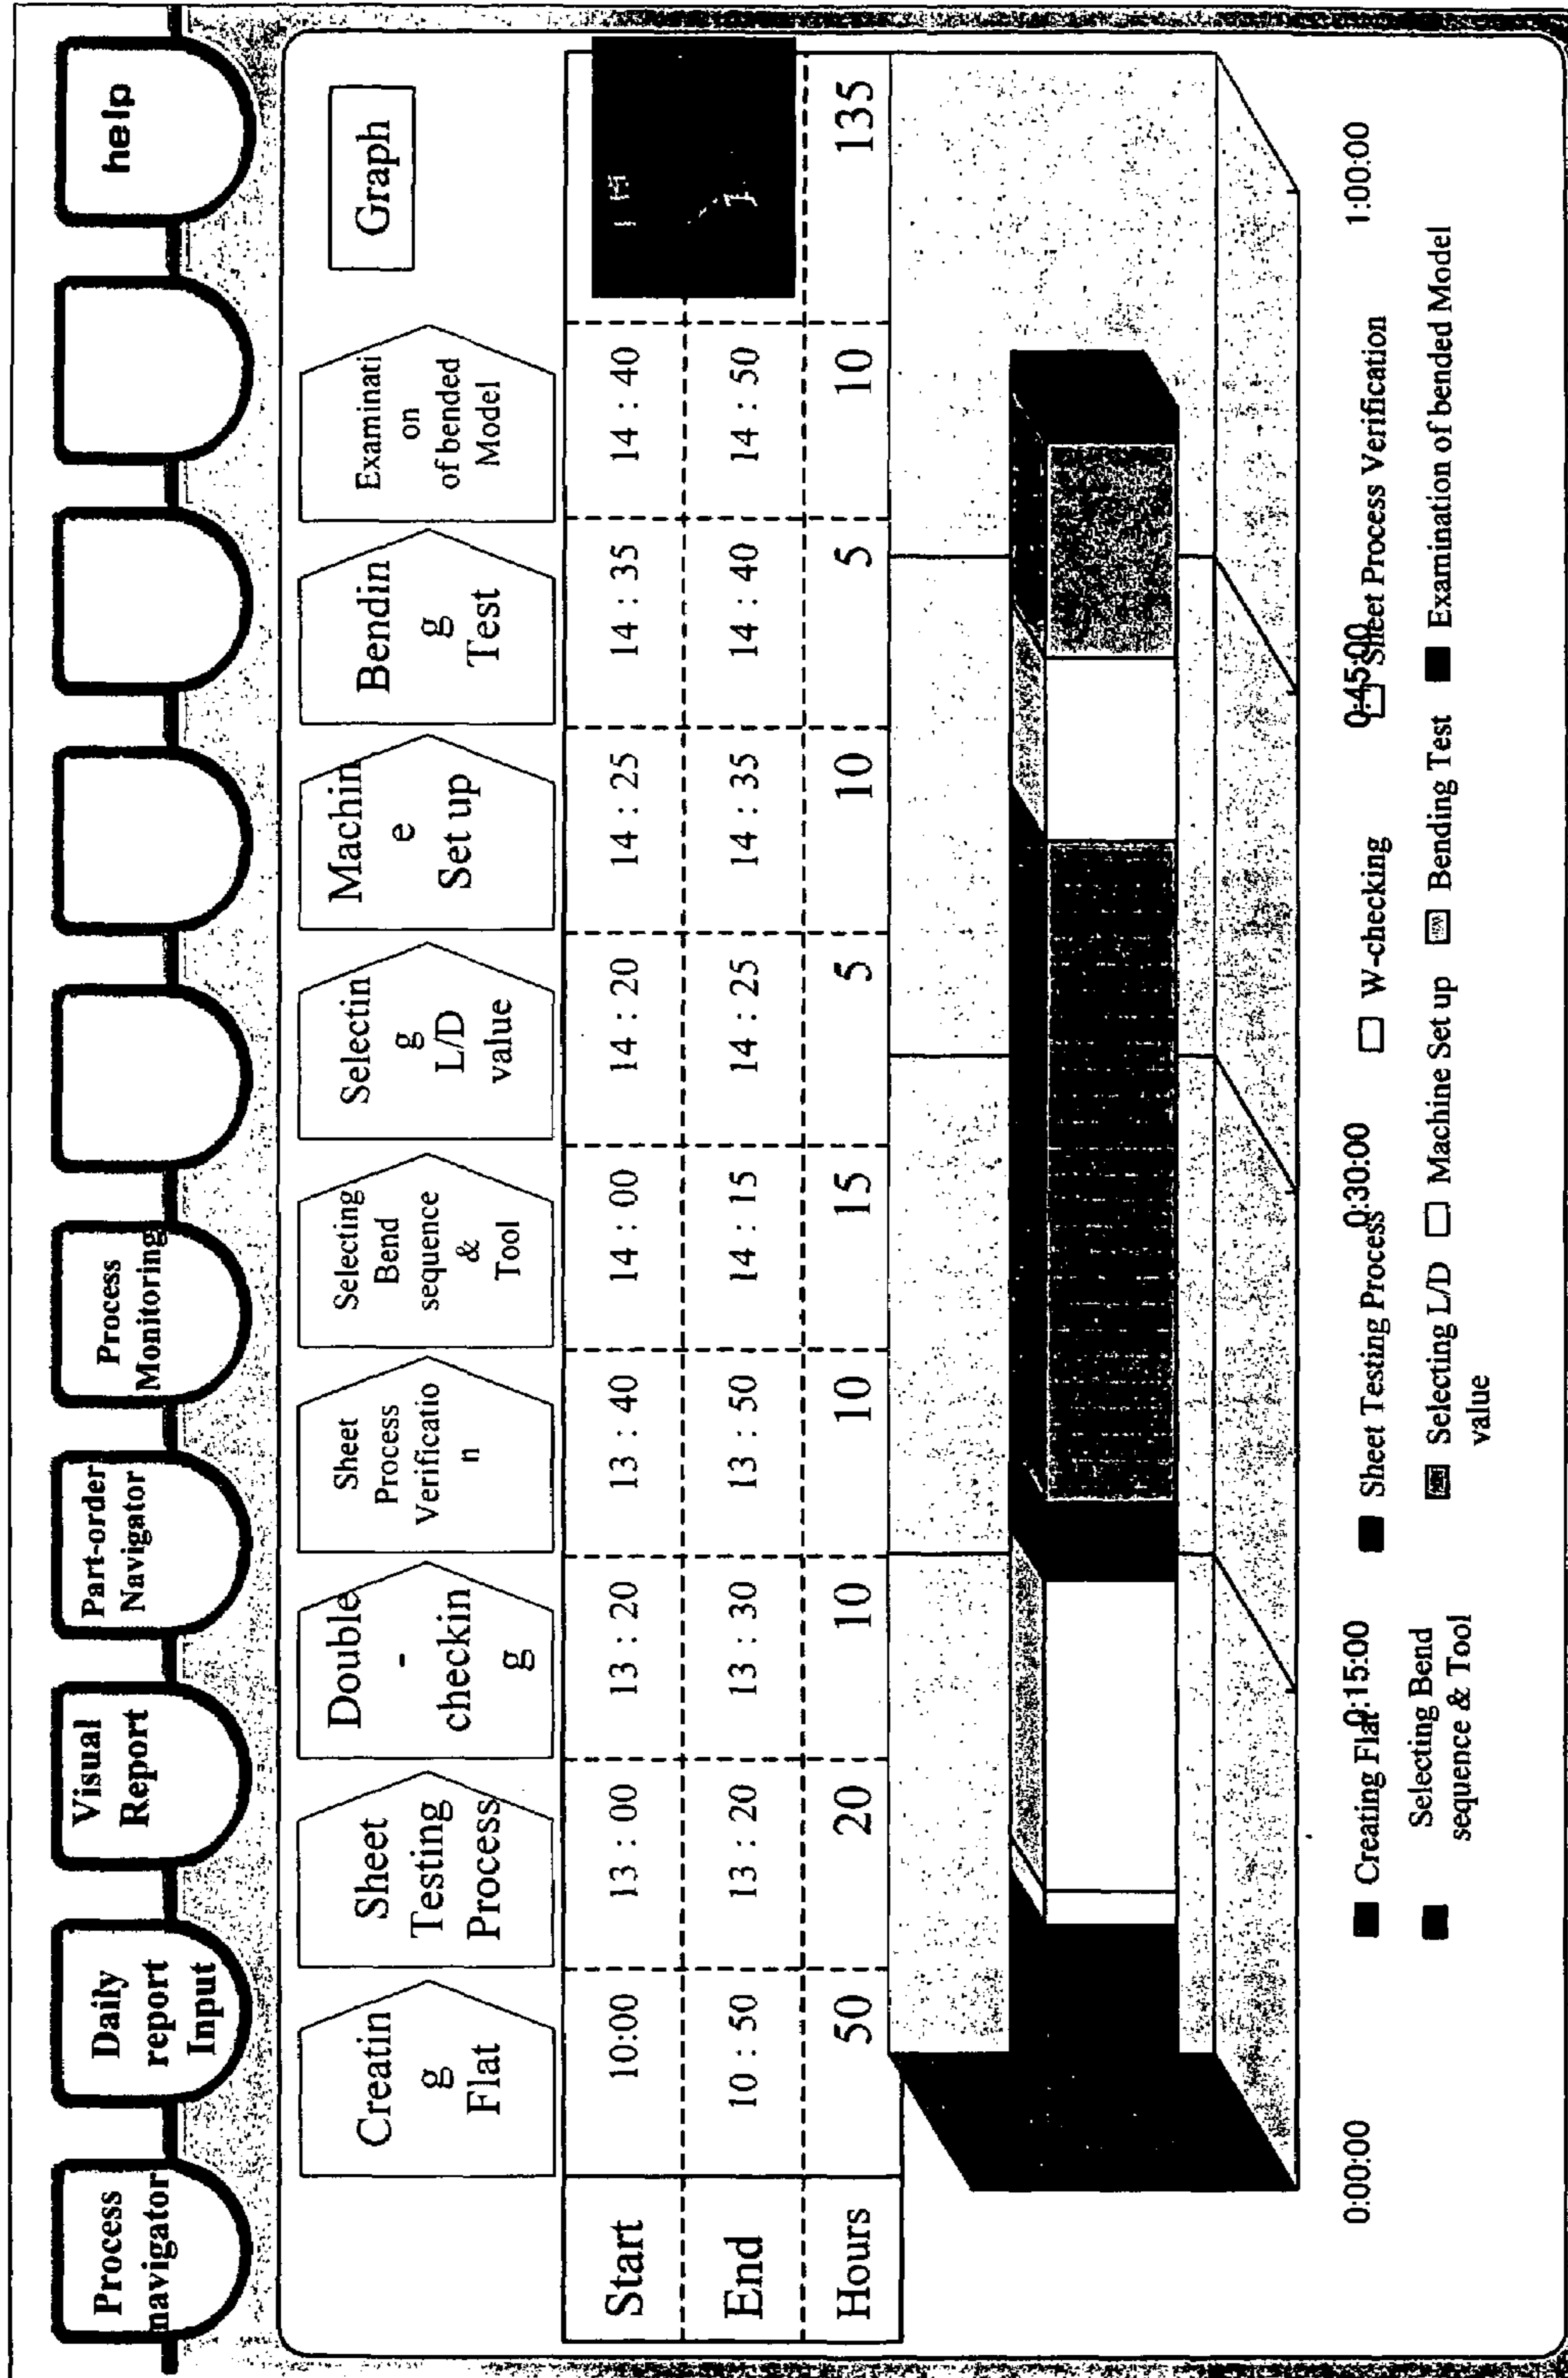 Process
navigator
Daily
report
Input
Visual
Report
Part-order
Navigator
Process
Monitoring
help
Graph
Creatin
g
Flat
Sheet
Testing
Process
Double
-
checkin
g
Sheet
Process
Verificatio
n
Selecting
Bend
sequence
&
Tool
Selectin
g
L/D
value
Machin
e
Set up
Bendin
g
Test
Examinati
on
of bended
Model
Start 10:00 13 : 00 13 : 20 13 : 40 14 : 00 14 : 20 14 : 25 14 : 35 14 : 40
End 10 : 50 13 : 20 13 : 30 13 : 50 14 : 15 14 : 25 14 : 35 14 : 40 14 : 50
Hours 50 20 10 10 15 5 10 5 10 135
0:00:00 0:15:00 0:30:00 0:45:00 1:00:00
Creating Flat Sheet Testing Process W-checking Sheet Process Verification
Selecting Bend
sequence & Tool
Selecting L/D
value
Machine Set up Bending Test Examination of bended Model